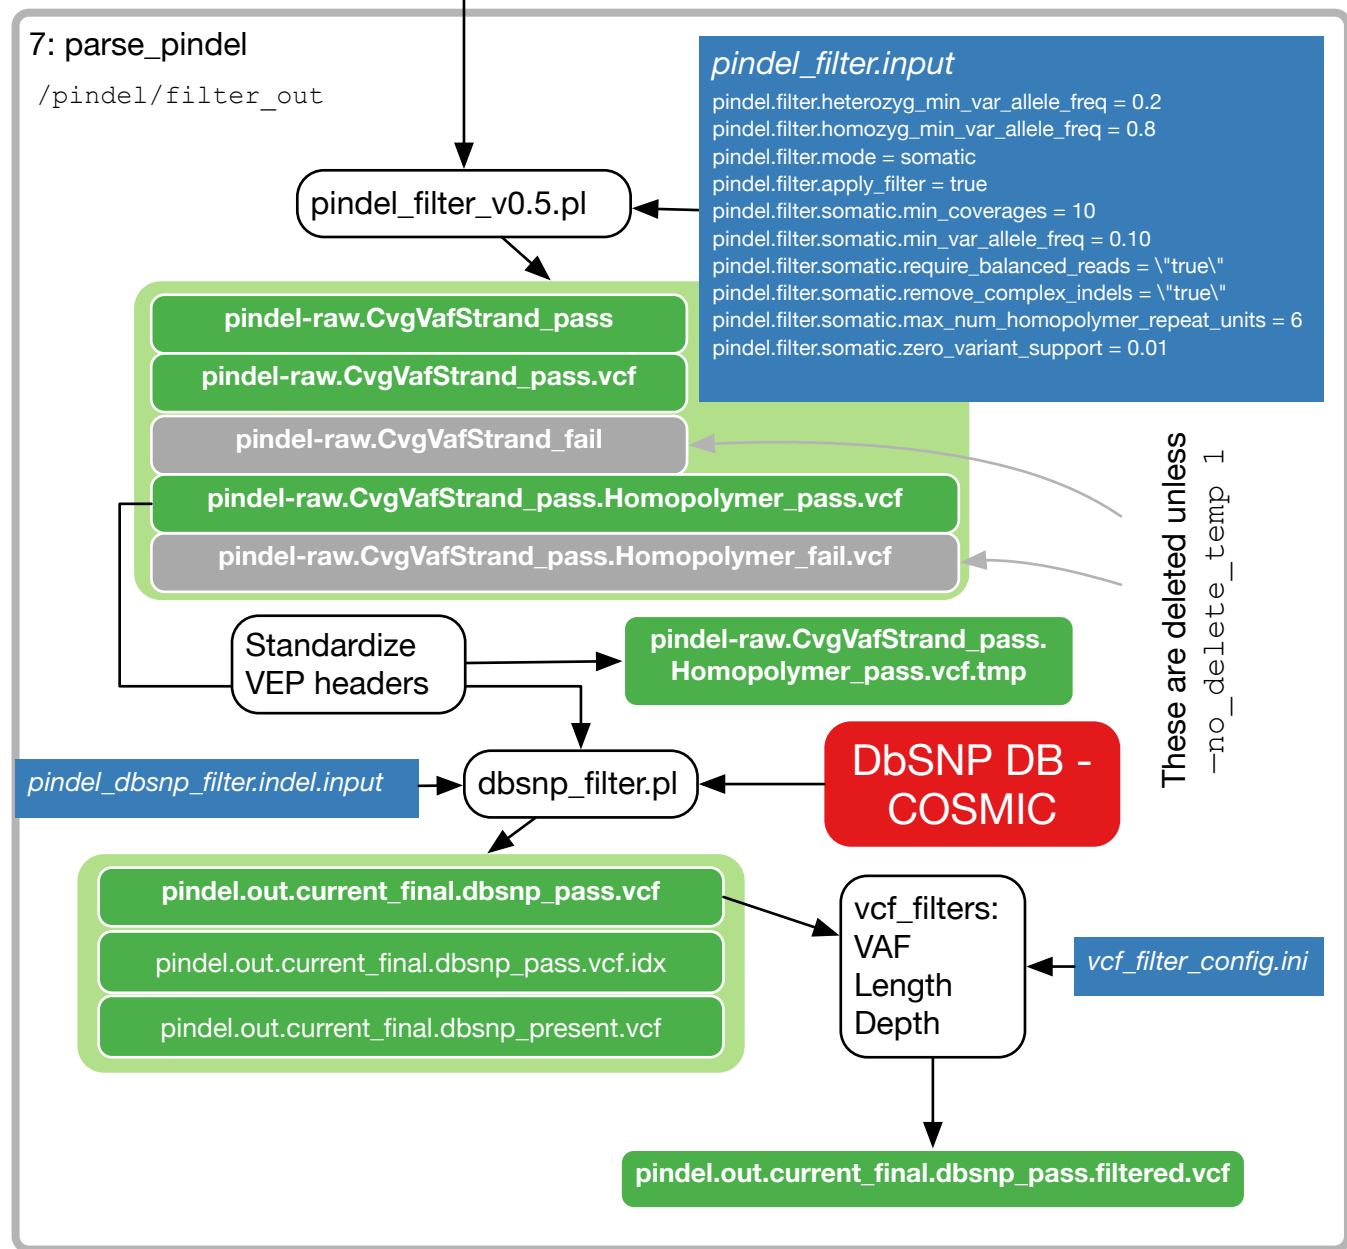 7: parse_pindel
/pindel/filter_out
pindel_filter.input
pindel.filter.heterozyg_min_var_allele_freq = 0.2
pindel.filter.homozyg_min_var_allele_freq = 0.8
pindel.filter.mode = somatic
pindel.filter.apply_filter = true
pindel.filter.somatic.min_coverages = 10
pindel.filter.somatic.min_var_allele_freq = 0.10
pindel.filter.somatic.require_balanced_reads = \"true\"
pindel.filter.somatic.remove_complex_indels = \"true\"
pindel.filter.somatic.max_num_homopolymer_repeat_units = 6
pindel.filter.somatic.zero_variant_support = 0.01
pindel_filter_v0.5.pl
pindel-raw.CvgVafStrand_pass
pindel-raw.CvgVafStrand_pass.vcf
pindel-raw.CvgVafStrand_fail
pindel-raw.CvgVafStrand_pass.Homopolymer_pass.vcf
pindel-raw.CvgVafStrand_pass.Homopolymer_fail.vcf
These are deleted unless
—no_delete_temp 1
Standardize
VEP headers
pindel-raw.CvgVafStrand_pass.
Homopolymer_pass.vcf.tmp
pindel_dbsnp_filter.indel.input
dbsnp_filter.pl
DbSNP DB -
COSMIC
pindel.out.current_final.dbsnp_pass.vcf
pindel.out.current_final.dbsnp_pass.vcf.idx
pindel.out.current_final.dbsnp_present.vcf
vcf_filters:
VAF
Length
Depth
vcf_filter_config.ini
pindel.out.current_final.dbsnp_pass.filtered.vcf